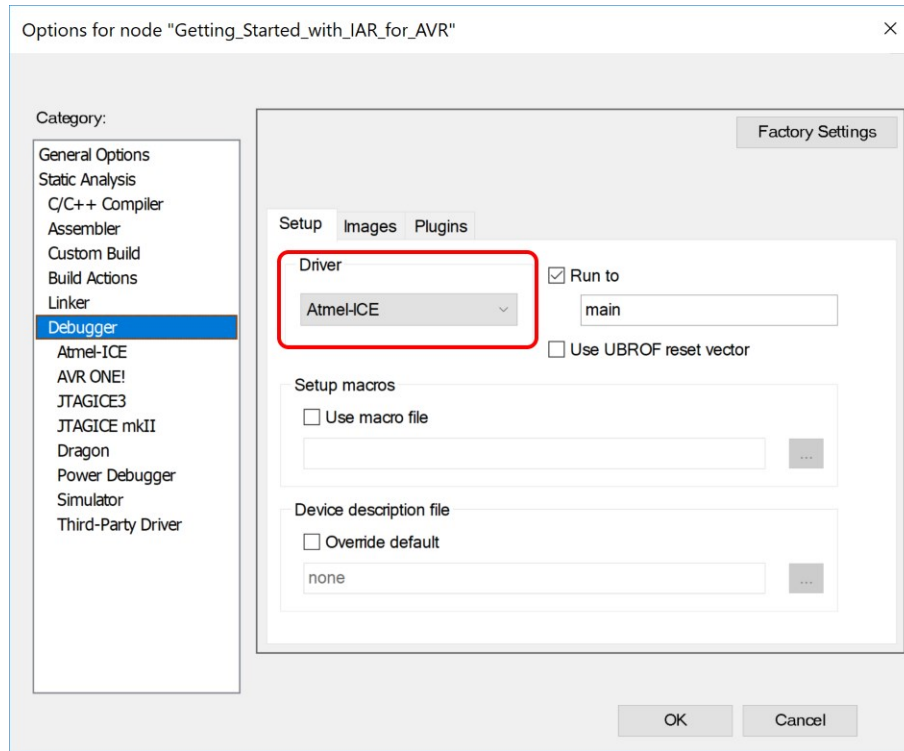 Options for node "Getting_Started_with_IAR_for_AVR"
Category:
General Options
Static Analysis
C/C++ Compiler
Assembler
Custom Build
Build Actions
Linker
Debugger
Atmel-ICE
AVR ONE!
JTAGICE3
JTAGICE mkII
Dragon
Power Debugger
Simulator
Third-Party Driver
Factory Settings
Setup Images Plugins
Driver
Atmel-ICE
Run to
main
Use UBROF reset vector
Setup macros
Use macro file
...
Device description file
Override default
none
...
OK Cancel